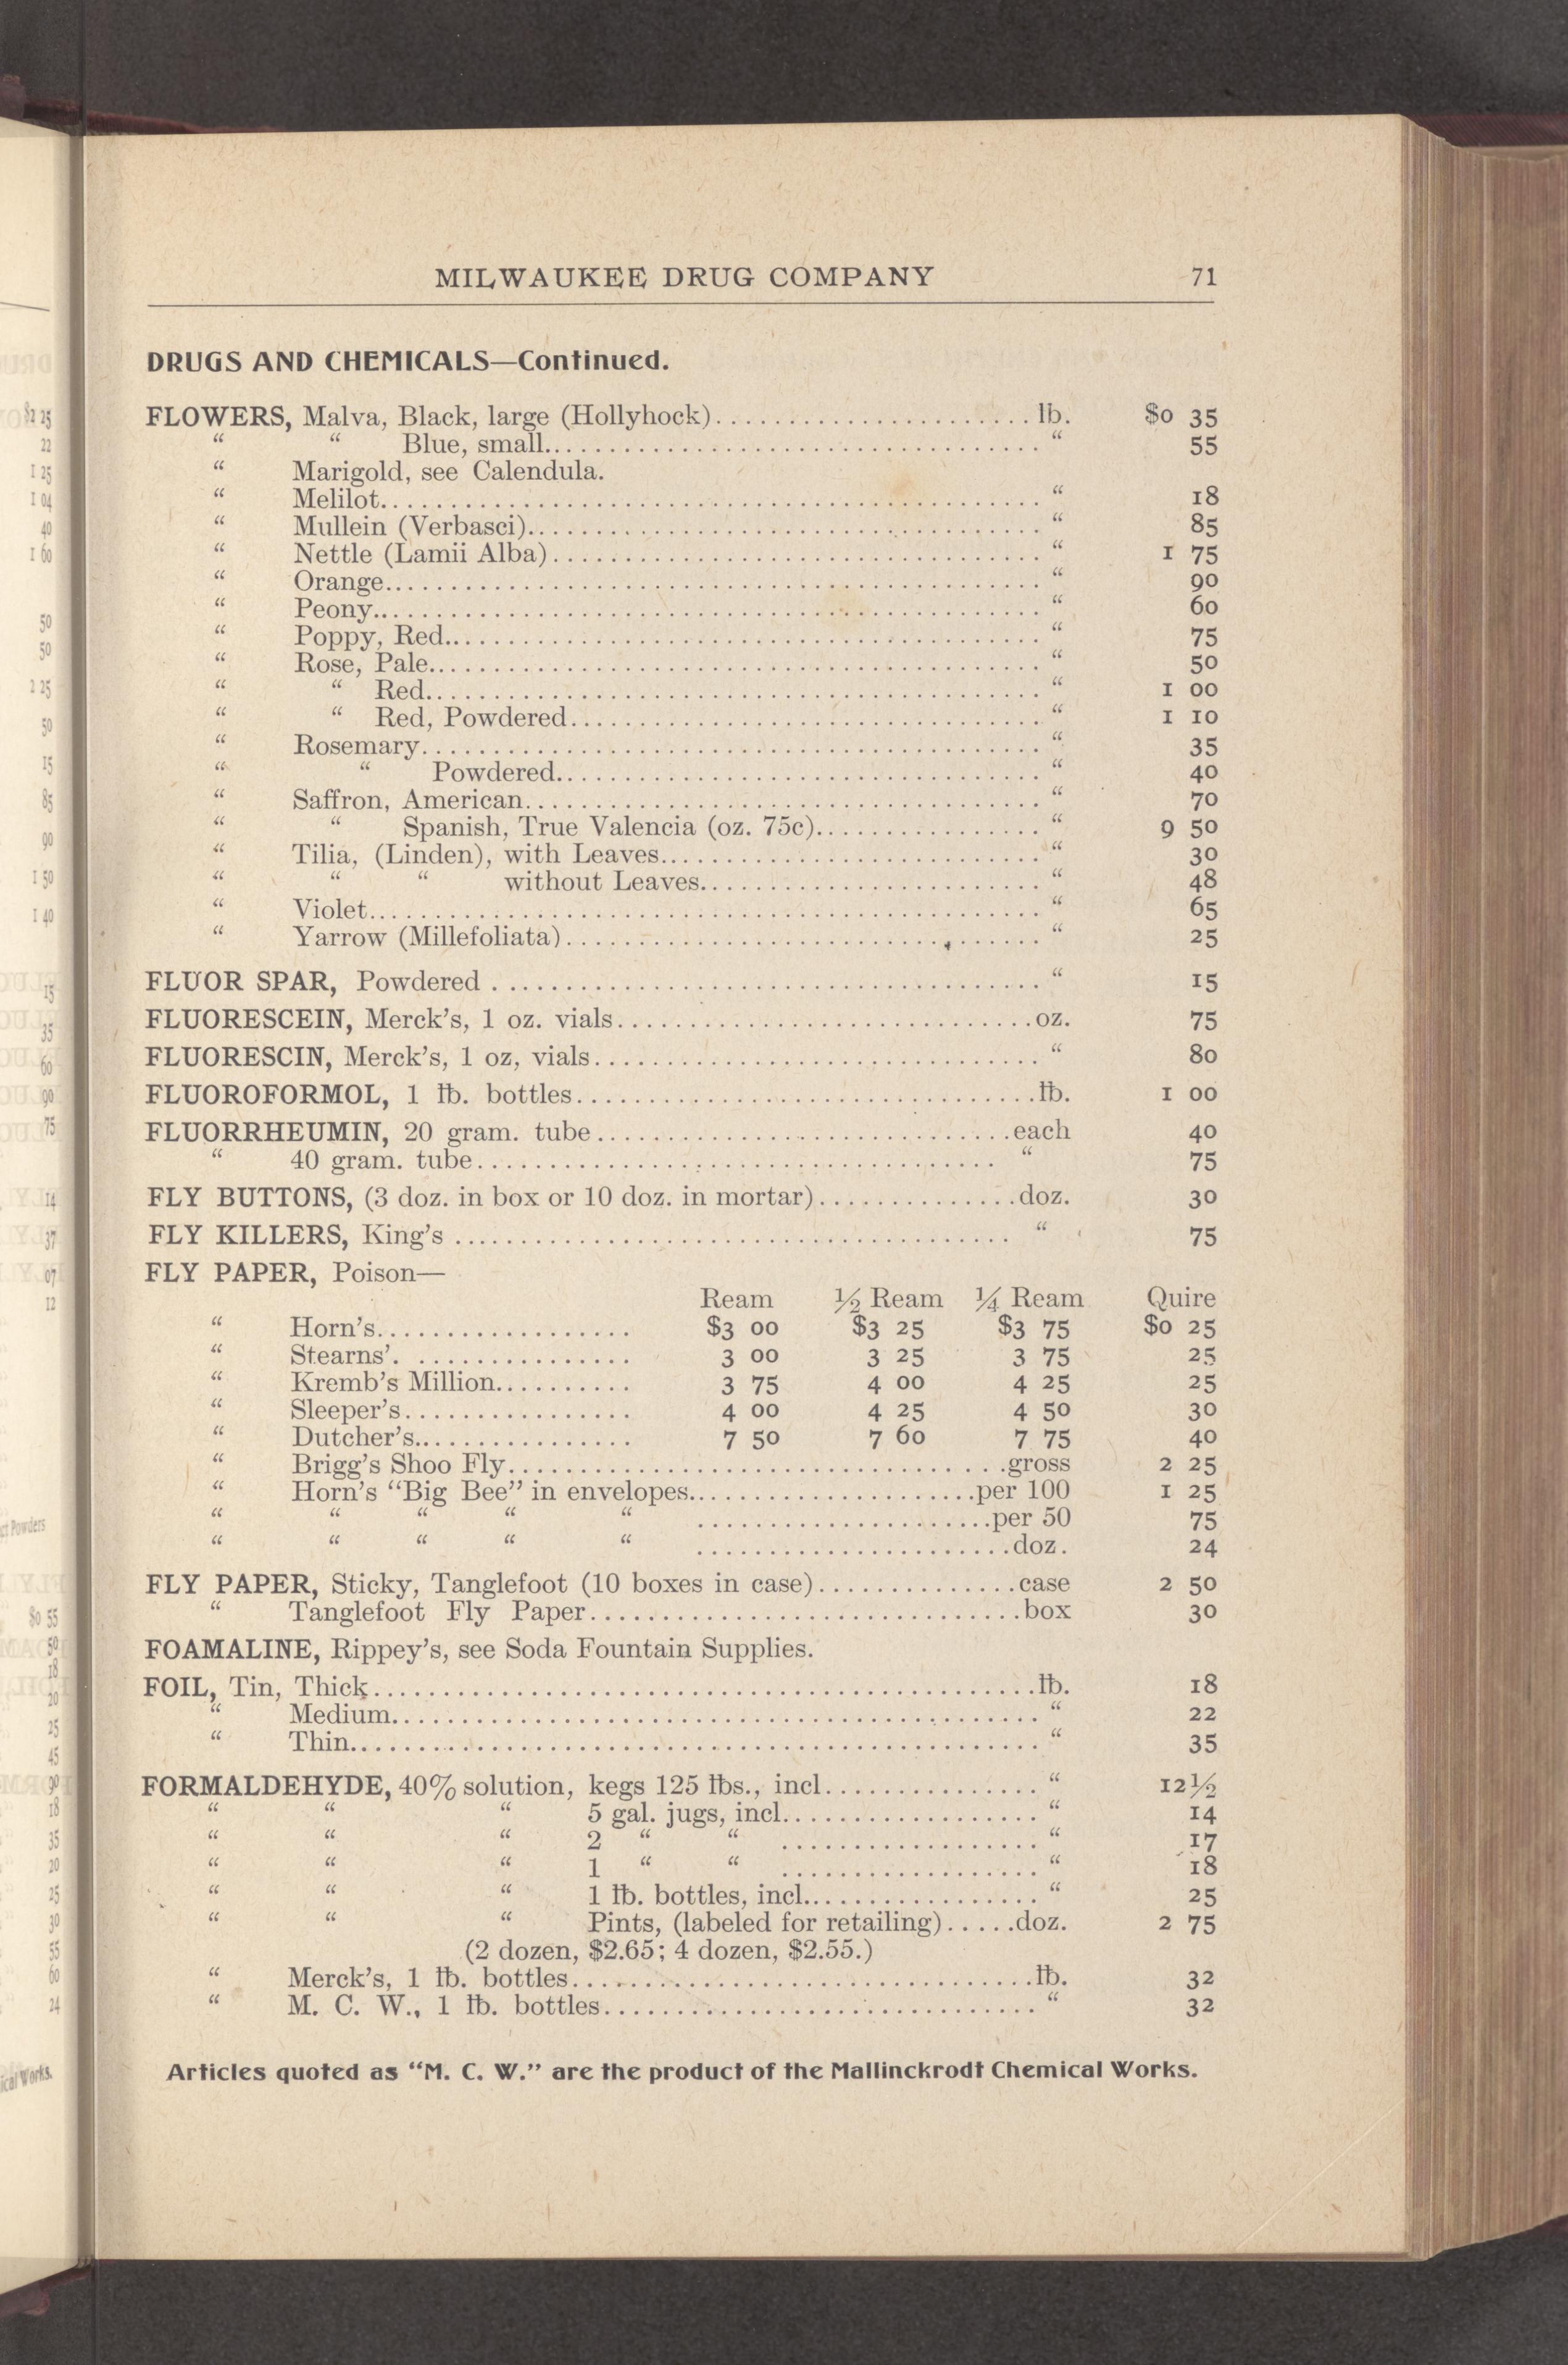 MILWAUKEE DRUG COMPANY 71
DRUGS AND CHEMICALS—Continued.
FLOWERS, Malva, Black, large (Hollyhock)......................lb. $0 35
“ “ Blue, small.................................“ 55
“ Marigold, see Calendula.
“ Melilot.................................“ 18
“ Mullein (Verbasci).................................“ 85
“ Nettle (Lamii Alba).................................“ 1 75
“ Orange.................................“ 90
“ Peony.................................“ 60
“ Poppy, Red.................................“ 75
“ Rose, Pale.................................“ 50
“ “ Red.................................“ 1 00
“ “ Red, Powdered.................................“ 1 10
“ Rosemary.................................“ 35
“ “ Powdered.................................“ 40
“ Saffron, American.................................“ 70
“ “ Spanish, True Valencia (oz. 75c)................“ 9 50
“ Tilia, (Linden), with Leaves.........................“ 30
“ “ “ without Leaves.........................“ 48
“ Violet.................................“ 65
“ Yarrow (Millefoliata).................................“ 25
FLUOR SPAR, Powdered .................................“ 15
FLUORESCEIN, Merck's, 1 oz. vials.............................oz. 75
FLUORESCIN, Merck's, 1 oz, vials.............................“ 80
FLUOROFORMOL, 1 lb. bottles.............................lb. 1 00
FLUORRHEUMIN, 20 gram. tube.............................each 40
“ 40 gram. tube.................................“ 75
FLY BUTTONS, (3 doz. in box or 10 doz. in mortar)..............doz. 30
FLY KILLERS, King's .................................“ 75
FLY PAPER, Poison—
Ream ½ Ream ¼ Ream Quire
“ Horn's................... $3 00 $3 25 $3 75 $0 25
“ Stearns'. ............... 3 00 3 25 3 75 25
“ Kremb's Million.......... 3 75 4 00 4 25 25
“ Sleeper's................ 4 00 4 25 4 50 30
“ Dutcher's................ 7 50 7 60 7 75 40
“ Brigg's Shoo Fly.................................gross 2 25
“ Horn's “Big Bee” in envelopes......................per 100 1 25
“ “ “ “ “ ......................per 50 75
“ “ “ “ “ ......................doz. 24
FLY PAPER, Sticky, Tanglefoot (10 boxes in case)..............case 2 50
“ Tanglefoot Fly Paper.............................box 30
FOAMALINE, Rippey's, see Soda Fountain Supplies.
FOIL, Tin, Thick.................................lb. 18
“ Medium.................................“ 22
“ Thin.................................“ 35
FORMALDEHYDE, 40% solution, kegs 125 lbs., incl................“ 12½
“ “ “ 5 gal. jugs, incl..................“ 14
“ “ “ 2 “ “ ..................“ 17
“ “ “ 1 “ “ ..................“ 18
“ “ “ 1 lb. bottles, incl.................“ 25
“ “ “ Pints, (labeled for retailing).....doz. 2 75
(2 dozen, $2.65; 4 dozen, $2.55.)
“ Merck's, 1 lb. bottles.............................lb. 32
“ M. C. W., 1 lb. bottles.............................“ 32
Articles quoted as “M. C. W.” are the product of the Mallinckrodt Chemical Works.